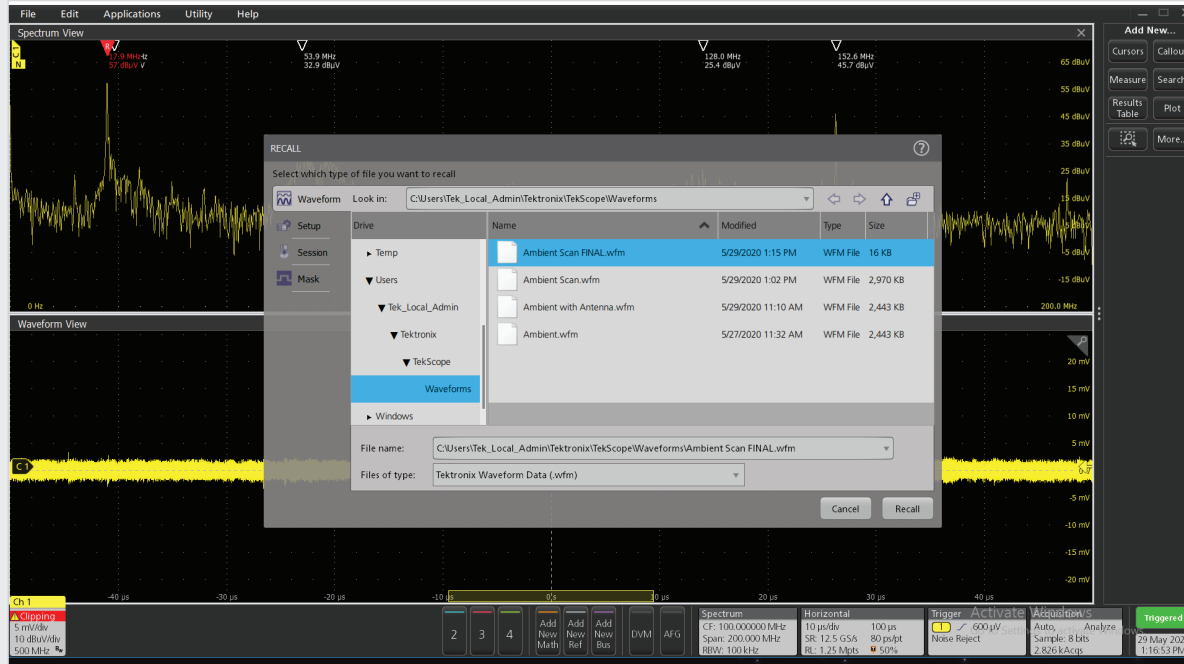 File Edit Applications Utility Help
Spectrum View
Add New...
C 1
N
R
17.9 MHz
53.9 MHz
32.9 dBµV
128.0 MHz
25.4 dBµV
152.6 MHz
45.7 dBµV
65 dBuV
55 dBuV
45 dBuV
35 dBuV
25 dBuV
15 dBuV
-5 dBuV
-15 dBuV
0 Hz
200.0 MHz
Cursors
Measure
Results
Table
Plot
More..
RECALL
?
Select which type of file you want to recall
Waveform Look in: C:\Users\Tek_Local_Admin\Tektronix\TekScope\Waveforms
Setup
Session
Mask
Drive
Temp
Users
Tek_Local_Admin
Tektronix
TekScope
Waveforms
Windows
Name Modified Type Size
Ambient Scan FINAL.wfm 5/29/2020 1:15 PM WFM File 16 KB
Ambient Scan.wfm 5/29/2020 1:02 PM WFM File 2,970 KB
Ambient with Antenna.wfm 5/29/2020 11:10 AM WFM File 2,443 KB
Ambient.wfm 5/27/2020 11:32 AM WFM File 2,443 KB
File name: C:\Users\Tek_Local_Admin\Tektronix\TekScope\Waveforms\Ambient Scan FINAL.wfm
Files of type: Tektronix Waveform Data (.wfm)
Cancel Recall
Waveform View
20 mV
15 mV
10 mV
5 mV
C 1
-5 mV
-10 mV
-15 mV
-20 mV
-40 µs -30 µs -20 µs -10 µs 0 s 10 µs 20 µs 30 µs 40 µs
Ch 1
Clipping
5 mV/div
10 dBuV/div
500 MHz
2 3 4
Add
New
Math
Add
New
Ref
Add
New
Bus
DVM
AFG
Spectrum
CF: 100.000000 MHz
Span: 200.000 MHz
RBW: 100 kHz
Horizontal
10 µs/div 100 µs
SR: 12.5 GS/s 80 ps/pt
RL: 1.25 Mpts 50%
Trigger
1 600 µV
Noise Reject
Acquisition
Auto, Analyze
Sample: 8 bits
2.826 kAcqs
Activate Windows
Triggered
29 May 202
1:16:53 PM